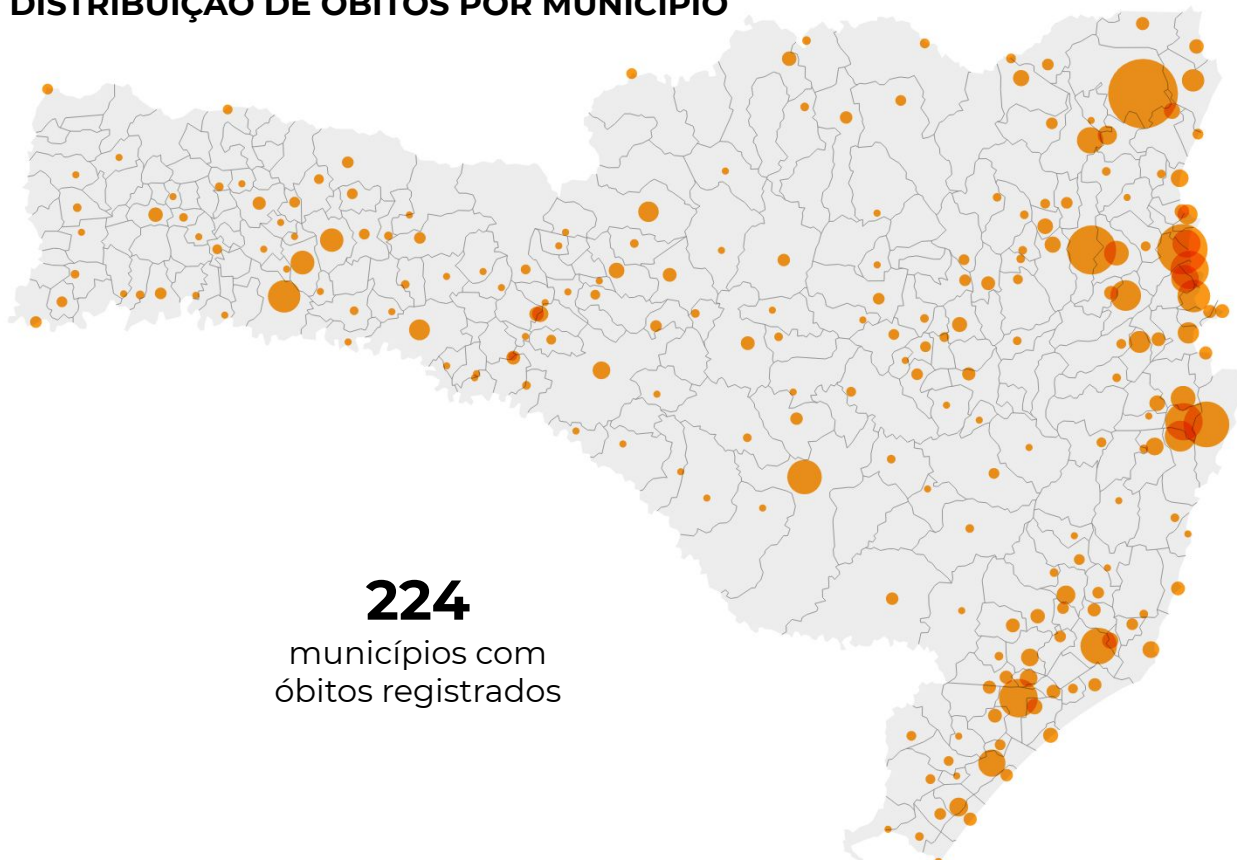 DISTRIBUIÇÃO DE ÓBITOS POR MUNICÍPIO
224
municípios com
óbitos registrados